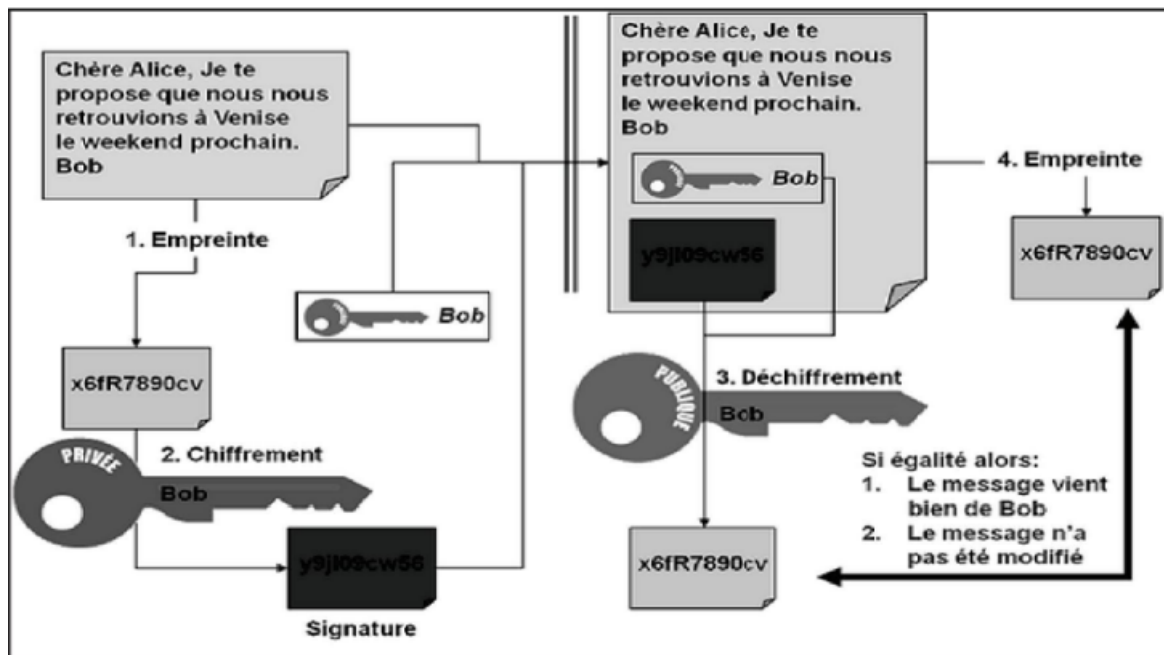 Chère Alice, Je te
propose que nous nous
retrouvions à Venise
le weekend prochain.
Bob
1. Empreinte
x6fR7890cv
PRIVÉE
2. Chiffrement
Bob
y9jl09cw56
Signature
Bob
Chère Alice, Je te
propose que nous nous
retrouvions à Venise
le weekend prochain.
Bob
Bob
y9jl09cw56
PUBLIQUE
3. Déchiffrement
Bob
x6fR7890cv
4. Empreinte
x6fR7890cv
Si égalité alors:
1. Le message vient
bien de Bob
2. Le message n'a
pas été modifié